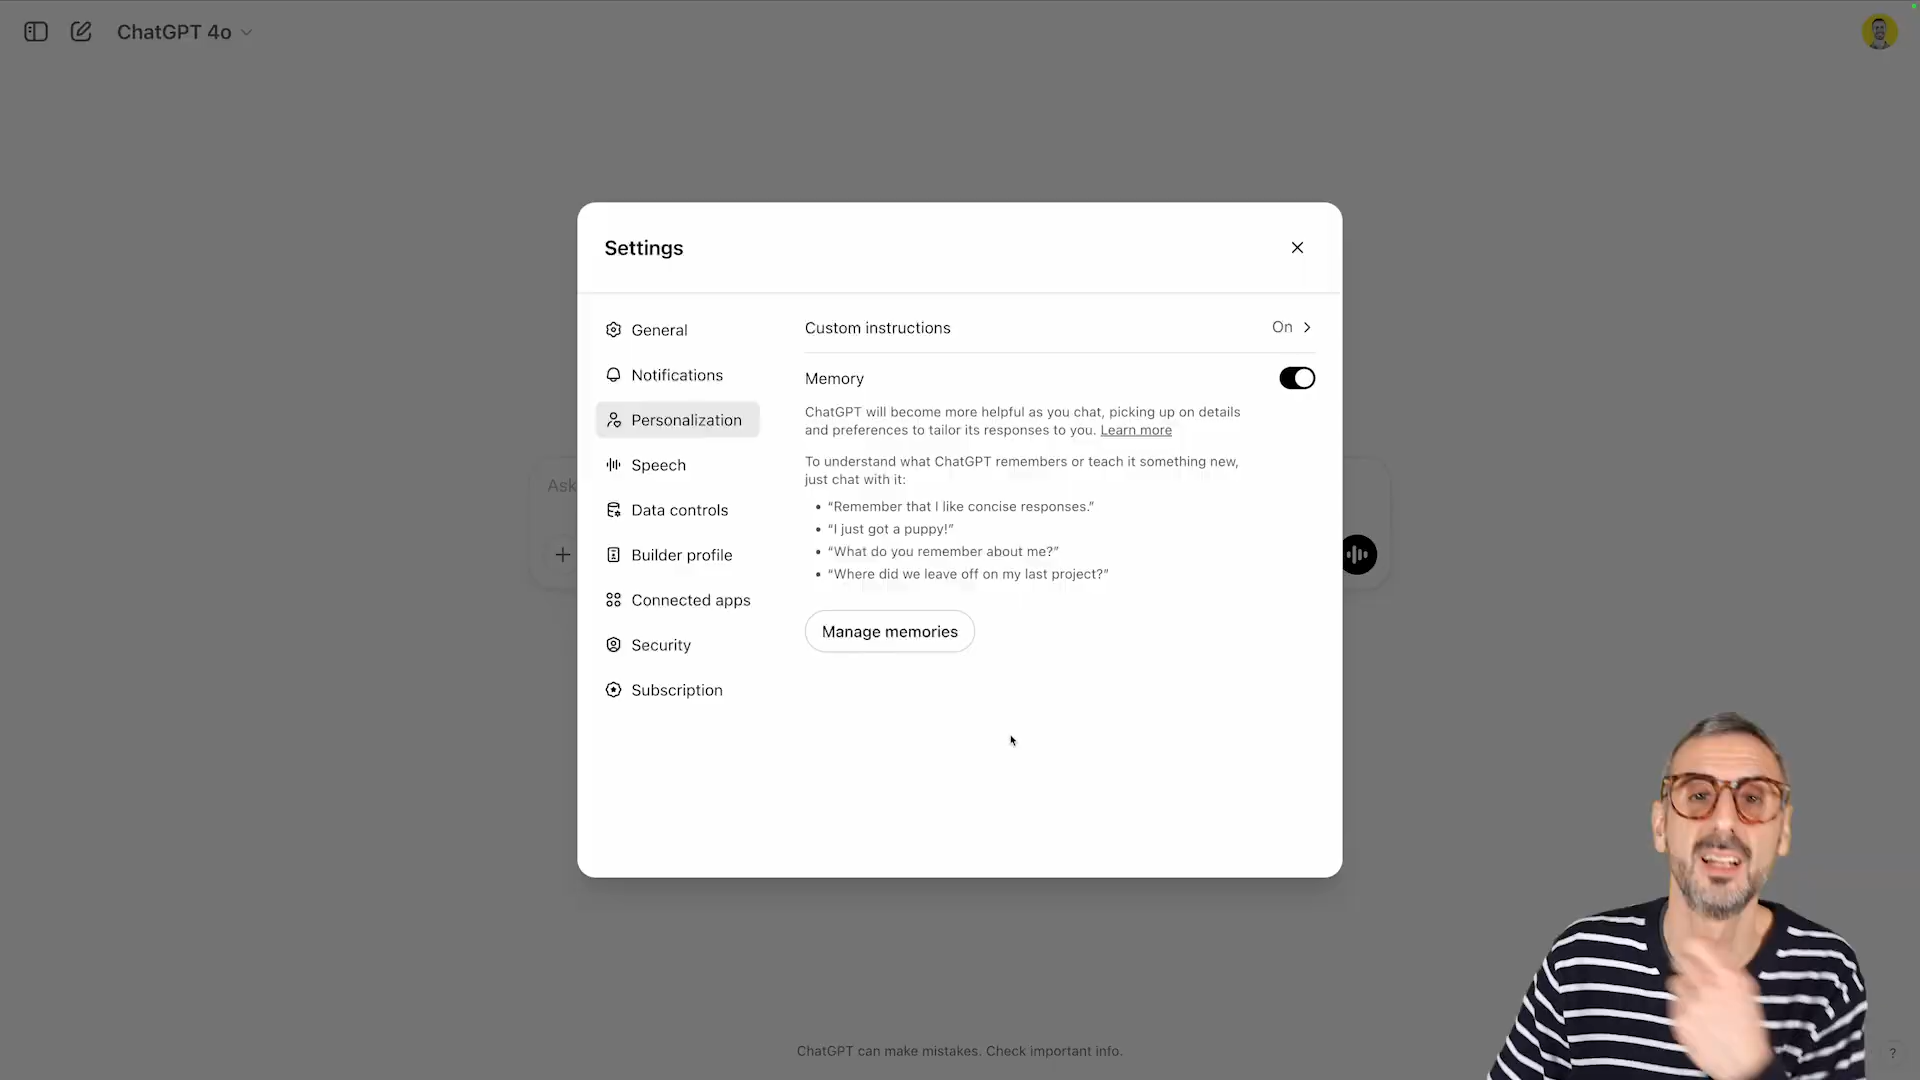 ChatGPT 4o
Settings
General
Notifications
Personalization
Speech
Data controls
Builder profile
Connected apps
Security
Subscription
Custom instructions
On
Memory
ChatGPT will become more helpful as you chat, picking up on details
and preferences to tailor its responses to you. Learn more
To understand what ChatGPT remembers or teach it something new,
just chat with it:
• “Remember that I like concise responses.”
• “I just got a puppy!”
• “What do you remember about me?”
• “Where did we leave off on my last project?”
Manage memories
Ask
ChatGPT can make mistakes. Check important info.
?